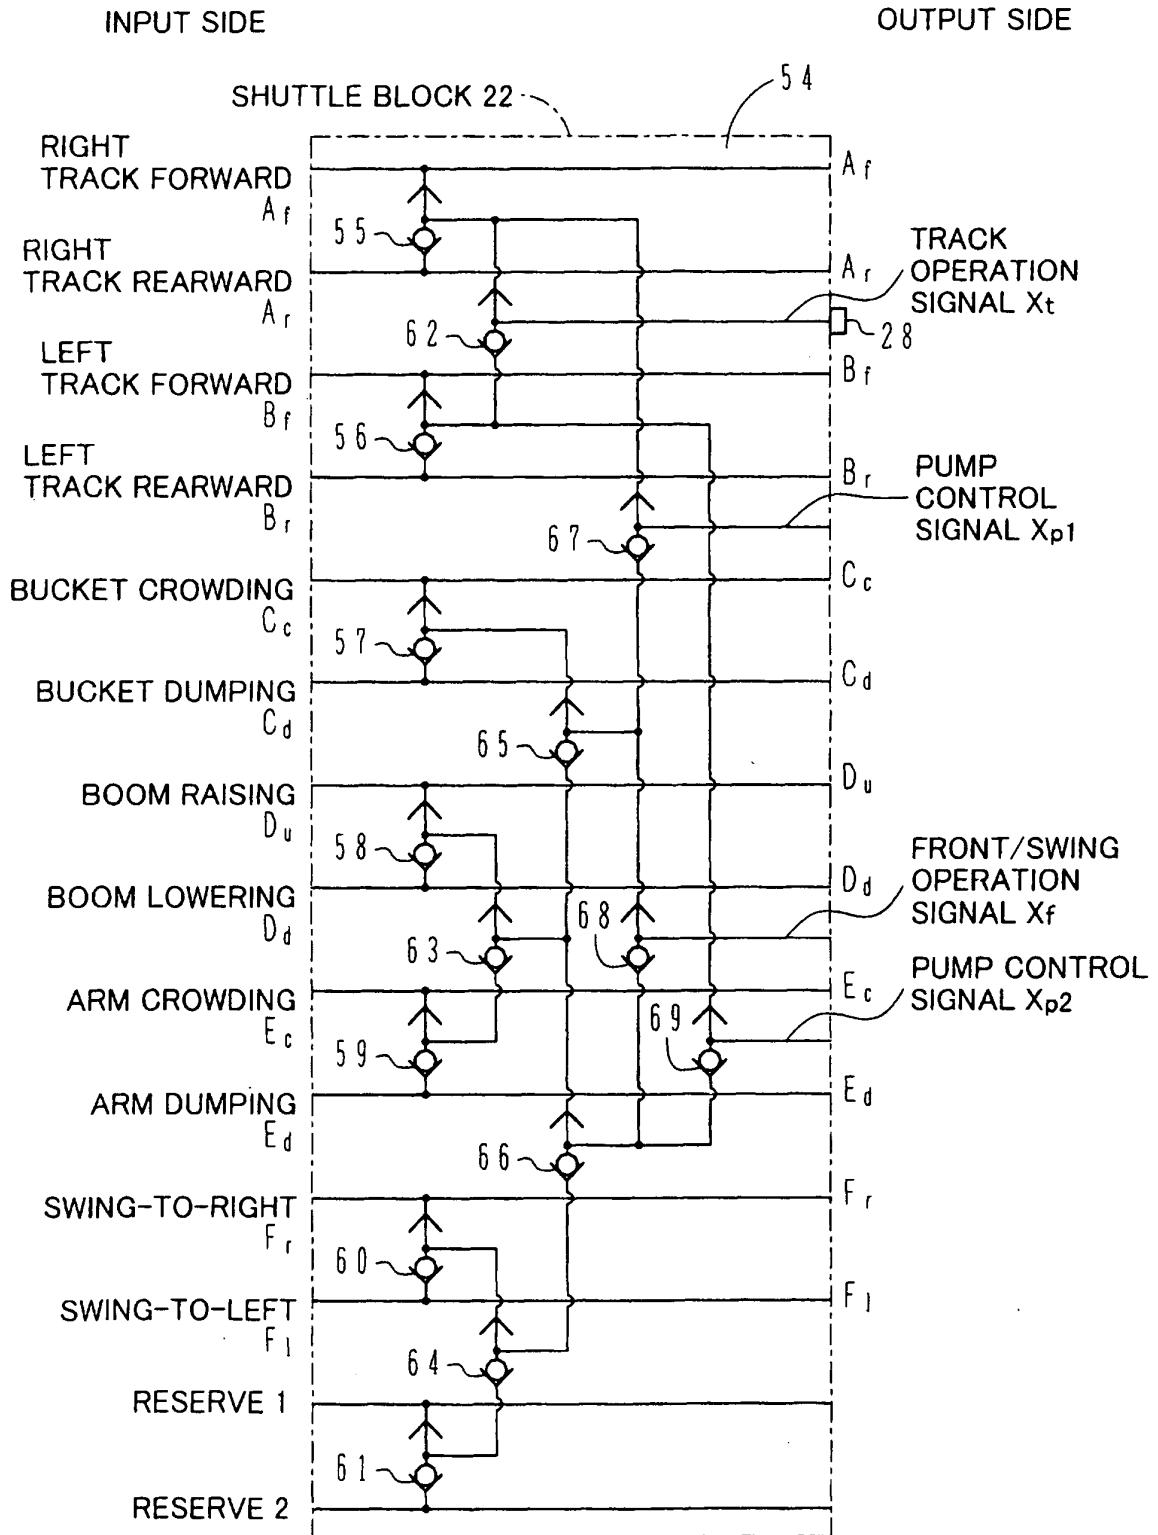 INPUT SIDE
OUTPUT SIDE
SHUTTLE BLOCK 22
54
RIGHT
TRACK FORWARD
Af
Af
55
RIGHT
TRACK REARWARD
Ar
Ar
TRACK
OPERATION
SIGNAL Xt
62
28
LEFT
TRACK FORWARD
Bf
Bf
56
LEFT
TRACK REARWARD
Br
Br
PUMP
CONTROL
SIGNAL Xp1
67
BUCKET CROWDING
Cc
Cc
57
BUCKET DUMPING
Cd
Cd
65
BOOM RAISING
Du
Du
58
FRONT/SWING
OPERATION
SIGNAL Xf
BOOM LOWERING
Dd
Dd
63
68
PUMP CONTROL
SIGNAL Xp2
ARM CROWDING
Ec
Ec
59
69
ARM DUMPING
Ed
Ed
66
SWING-TO-RIGHT
Fr
Fr
60
SWING-TO-LEFT
Fl
Fl
64
RESERVE 1
61
RESERVE 2